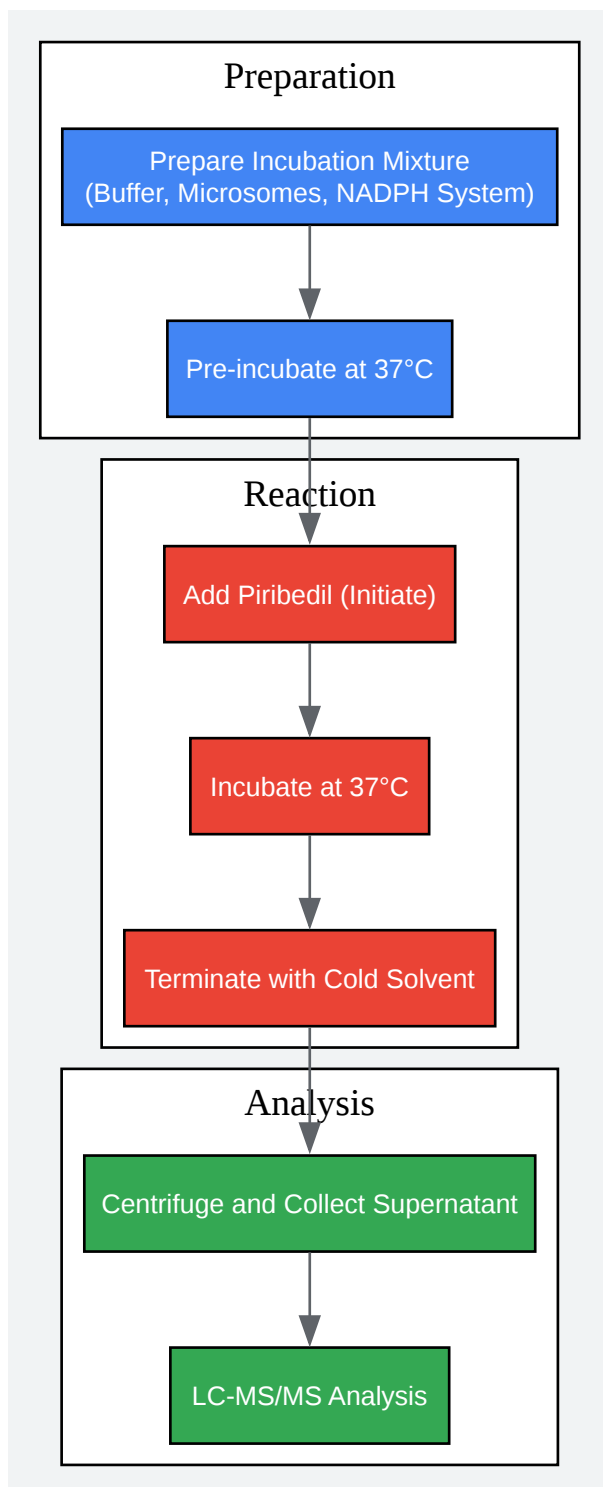 Preparation
Prepare Incubation Mixture
(Buffer, Microsomes, NADPH System)
Pre-incubate at 37°C
Reaction
Add Piribedil (Initiate)
Incubate at 37°C
Terminate with Cold Solvent
Analysis
Centrifuge and Collect Supernatant
LC-MS/MS Analysis